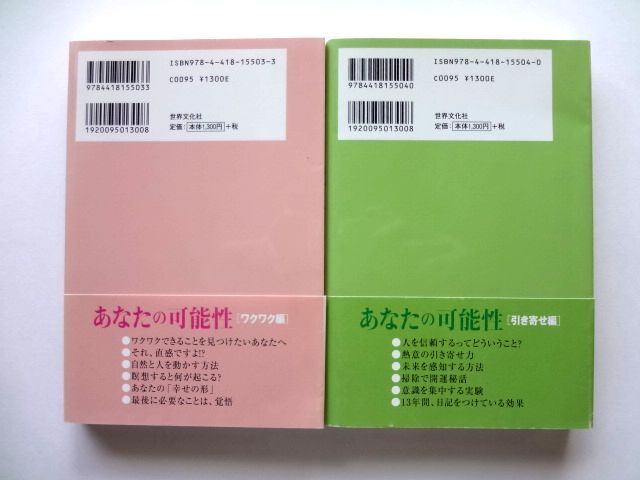 ISBN978-4-418-15503-3
C0095 ¥1300E
9784418155033
世界文化社
定価:本体1,300円+税
1920095013008
あなたの可能性[ワクワク編]
●ワクワクできることを見つけたいあなたへ
●それ、直感ですよ!?
●自然と人を動かす方法
●瞑想すると何が起こる?
●あなたの「幸せの形」
●最後に必要なことは、覚悟
ISBN978-4-418-15504-0
C0095 ¥1300E
9784418155040
世界文化社
定価:本体1,300円+税
1920095013008
あなたの可能性[引き寄せ編]
●人を信頼するってどういうこと?
●熱意の引き寄せ力
●未来を感知する方法
●掃除で開運秘話
●意識を集中する実験
●13年間、日記をつけている効果